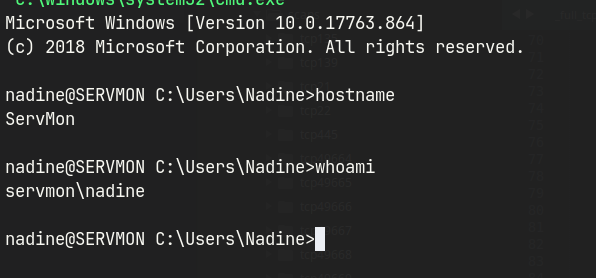 c:\windows\system32\cmd.exe
Microsoft Windows [Version 10.0.17763.864]
(c) 2018 Microsoft Corporation. All rights reserved.
nadine@SERVMON C:\Users\Nadine>hostname
ServMon
nadine@SERVMON C:\Users\Nadine>whoami
servmon\nadine
nadine@SERVMON C:\Users\Nadine>